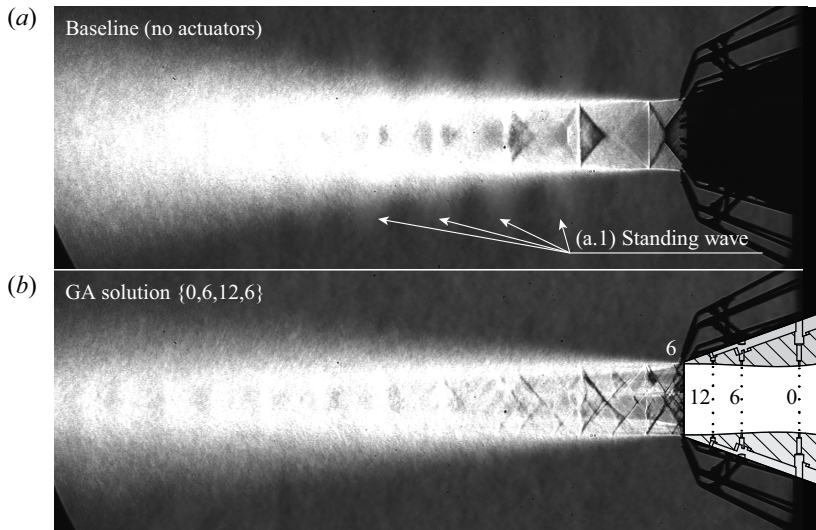 (a)
Baseline (no actuators)
(a.1) Standing wave
(b)
GA solution {0,6,12,6}
6
12 6 0